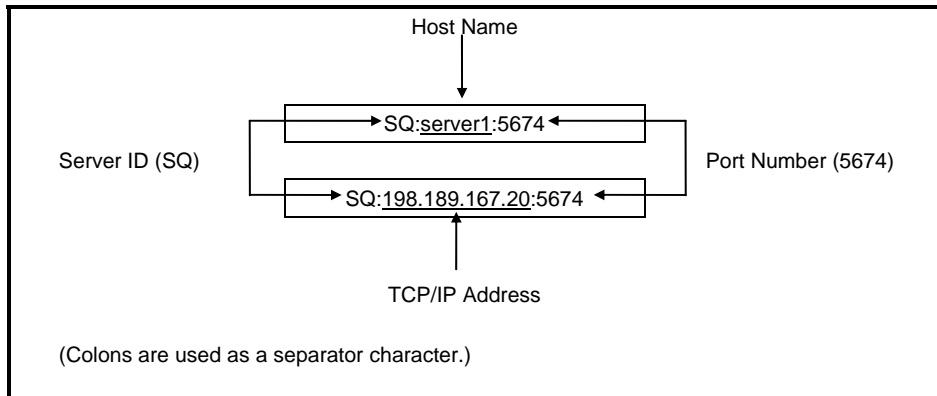 Host Name
SQ:server1:5674
Server ID (SQ)
Port Number (5674)
SQ:198.189.167.20:5674
TCP/IP Address
(Colons are used as a separator character.)